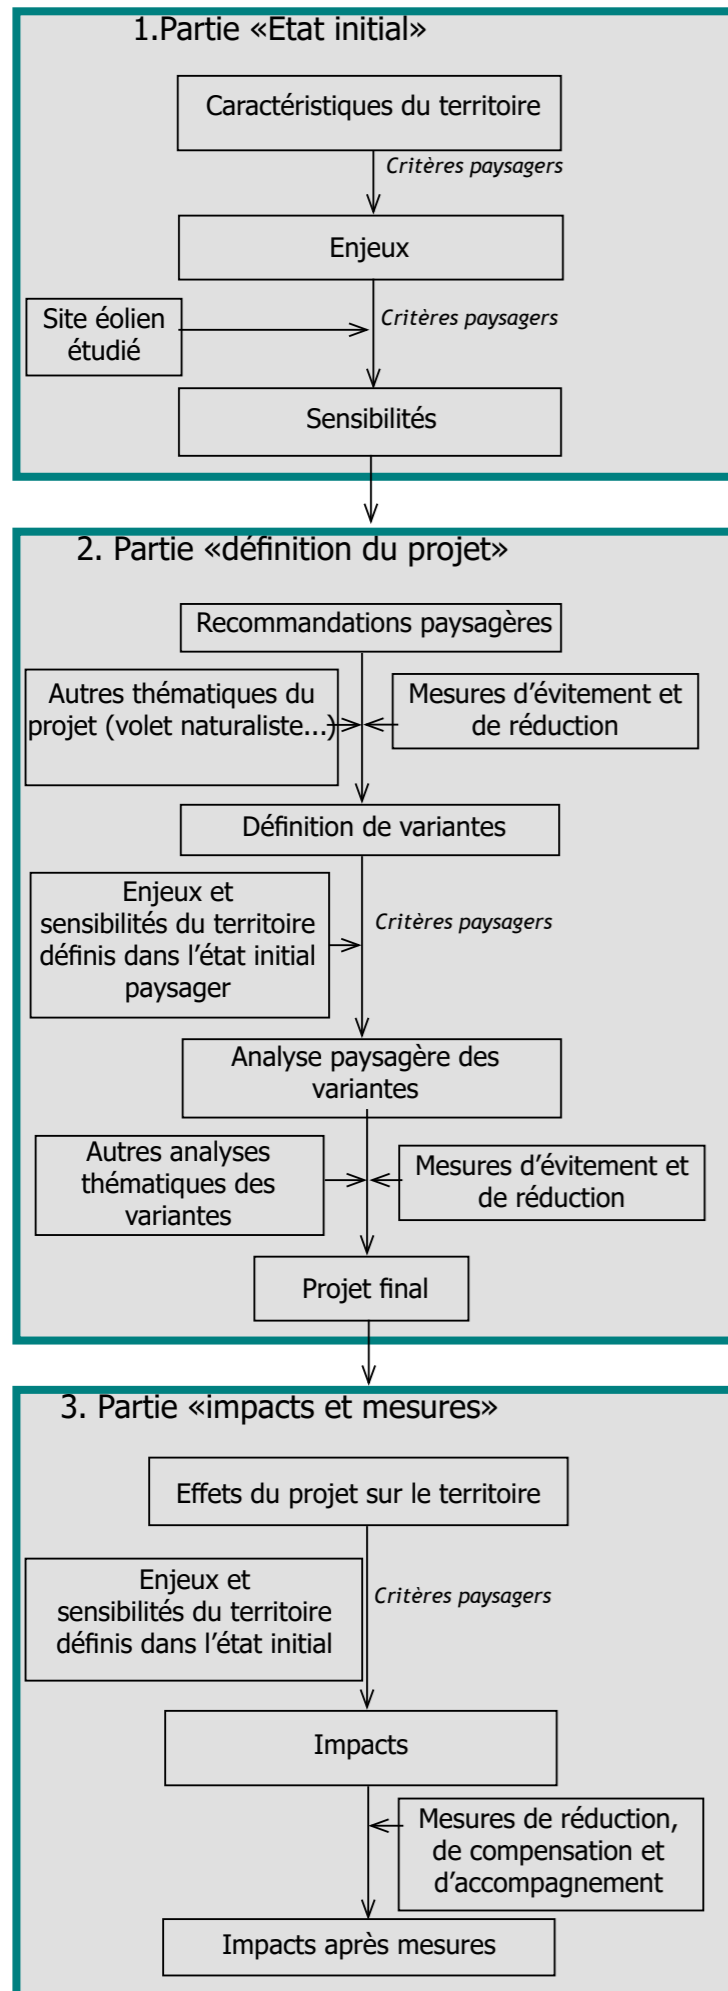 1.Partie «Etat initial»
Caractéristiques du territoire
Critères paysagers
Enjeux
Site éolien
étudié
Critères paysagers
Sensibilités
2. Partie «définition du projet»
Recommandations paysagères
Autres thématiques du
projet (volet naturaliste...)
Mesures d’évitement et
de réduction
Définition de variantes
Enjeux et
sensibilités du territoire
définis dans l’état initial
paysager
Critères paysagers
Analyse paysagère des
variantes
Autres analyses
thématiques des
variantes
Mesures d’évitement et
de réduction
Projet final
3. Partie «impacts et mesures»
Effets du projet sur le territoire
Enjeux et
sensibilités du territoire
définis dans l’état initial
Critères paysagers
Impacts
Mesures de réduction,
de compensation et
d’accompagnement
Impacts après mesures